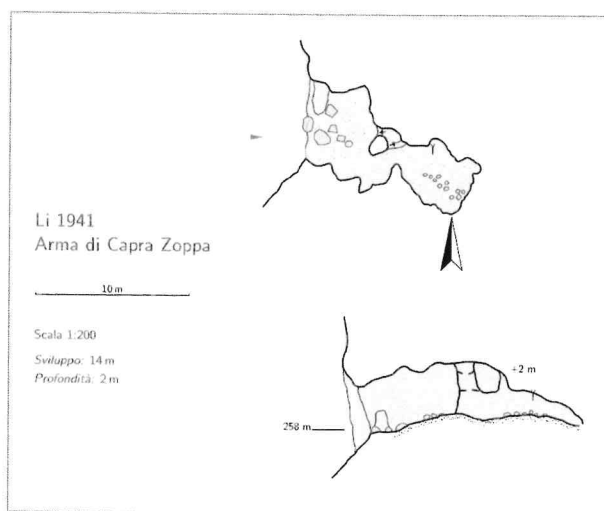 Li 1941
Arma di Capra Zoppa
10 m
Scala 1:200
Sviluppo: 14 m
Profondità: 2 m
+2 m
258 m